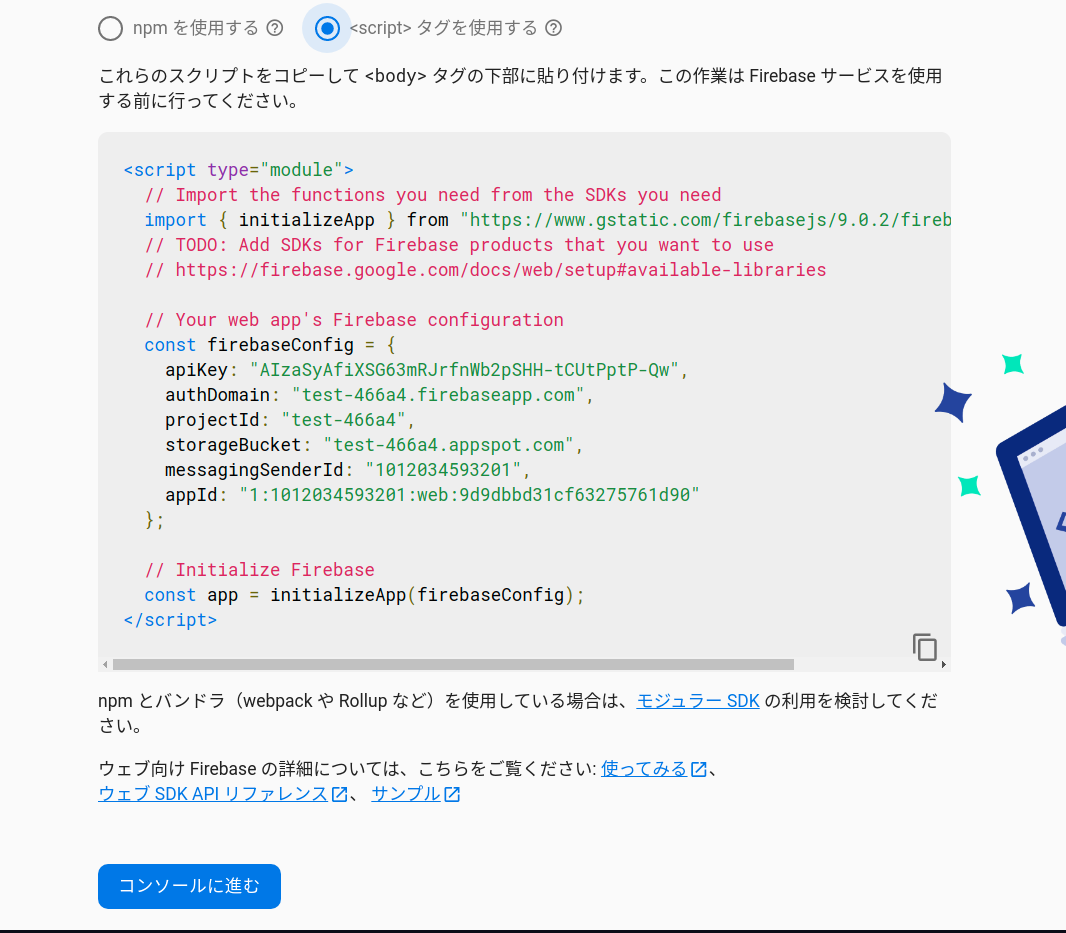 npm を使用する <script> タグを使用する
これらのスクリプトをコピーして <body> タグの下部に貼り付けます。この作業は Firebase サービスを使用
する前に行ってください。
<script type="module">
// Import the functions you need from the SDKs you need
import { initializeApp } from "https://www.gstatic.com/firebasejs/9.0.2/fireb
// TODO: Add SDKs for Firebase products that you want to use
// https://firebase.google.com/docs/web/setup#available-libraries
// Your web app's Firebase configuration
const firebaseConfig = {
apiKey: "AIzaSyAfiXSG63mRJrfnWb2pSHH-tCUtPptP-Qw",
authDomain: "test-466a4.firebaseapp.com",
projectId: "test-466a4",
storageBucket: "test-466a4.appspot.com",
messagingSenderId: "1012034593201",
appId: "1:1012034593201:web:9d9dbbd31cf63275761d90"
};
// Initialize Firebase
const app = initializeApp(firebaseConfig);
</script>
npm とバンドラ（webpack や Rollup など）を使用している場合は、モジュラー SDK の利用を検討してくだ
さい。
ウェブ向け Firebase の詳細については、こちらをご覧ください: 使ってみる、
ウェブ SDK API リファレンス、 サンプル
コンソールに進む